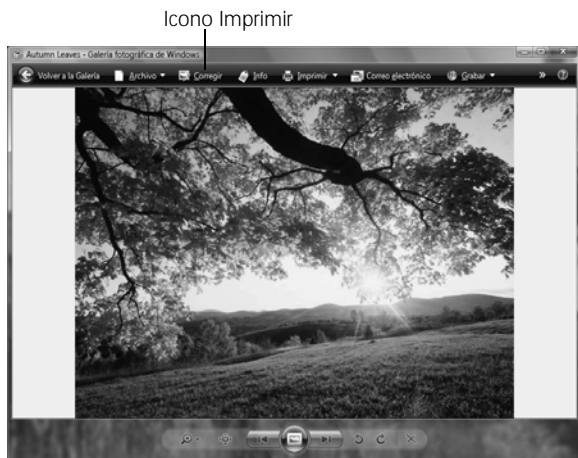 Icono Imprimir
Autumn Leaves - Galería fotográfica de Windows
Volver a la Galería Archivo Corregir Info Imprimir Correo electrónico Grabar » ?